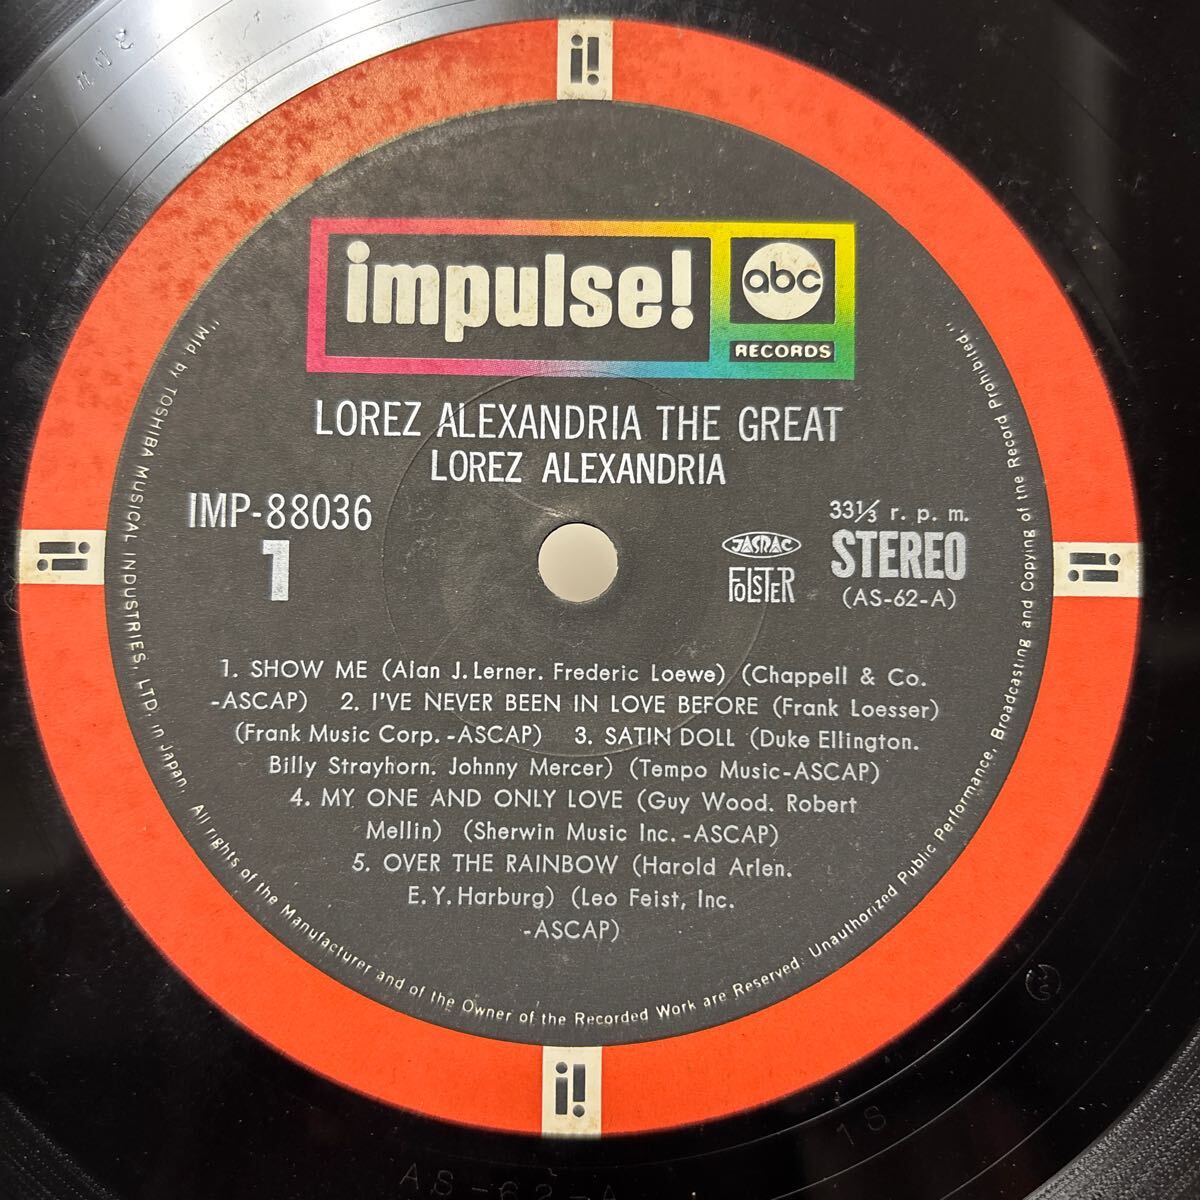 i!
impulse!
abc
RECORDS
LOREZ ALEXANDRIA THE GREAT
LOREZ ALEXANDRIA
IMP-88036
1
JASRAC
FOLSTER
33⅓ r. p. m.
STEREO
(AS-62-A)
i!
i!
1. SHOW ME (Alan J. Lerner. Frederic Loewe) (Chappell & Co.
-ASCAP) 2. I'VE NEVER BEEN IN LOVE BEFORE (Frank Loesser)
(Frank Music Corp. -ASCAP) 3. SATIN DOLL (Duke Ellington.
Billy Strayhorn. Johnny Mercer) (Tempo Music-ASCAP)
4. MY ONE AND ONLY LOVE (Guy Wood. Robert
Mellin) (Sherwin Music Inc. -ASCAP)
5. OVER THE RAINBOW (Harold Arlen.
E. Y. Harburg) (Leo Feist, Inc.
-ASCAP)
"Mfd. by TOSHIBA MUSICAL INDUSTRIES, LTD. in Japan. All rights of the Manufacturer and of the Owner of the Recorded Work are Reserved: Unauthorized Public Performance, Broadcasting and Copying of the Record Prohibited."
i!
1S
AS-62-A